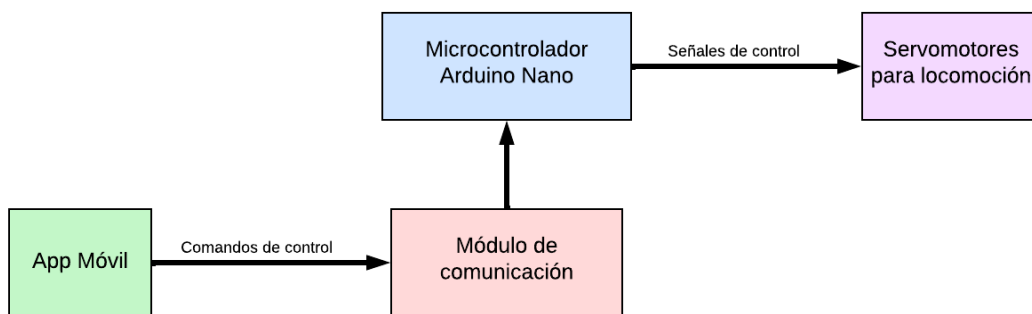 Microcontrolador
Arduino Nano
Señales de control
Servomotores
para locomoción
App Móvil
Comandos de control
Módulo de
comunicación